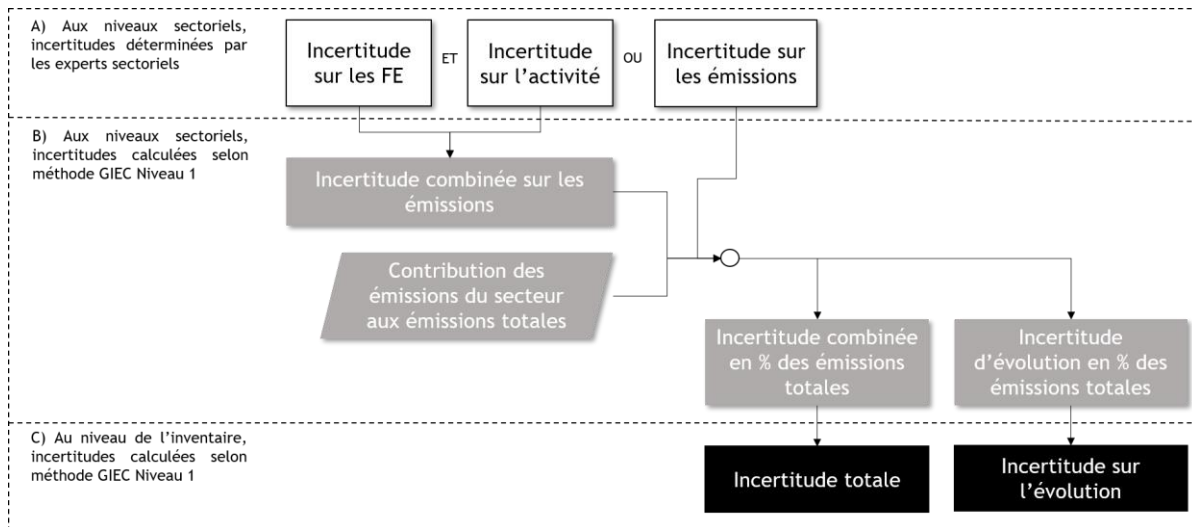 A) Aux niveaux sectoriels,
incertitudes déterminées par
les experts sectoriels
Incertitude
sur les FE
ET
Incertitude
sur l’activité
OU
Incertitude sur
les émissions
B) Aux niveaux sectoriels,
incertitudes calculées selon
méthode GIEC Niveau 1
Incertitude combinée sur les
émissions
Contribution des
émissions du secteur
aux émissions totales
Incertitude combinée
en % des émissions
totales
Incertitude
d’évolution en % des
émissions totales
C) Au niveau de l’inventaire,
incertitudes calculées selon
méthode GIEC Niveau 1
Incertitude totale
Incertitude sur
l’évolution